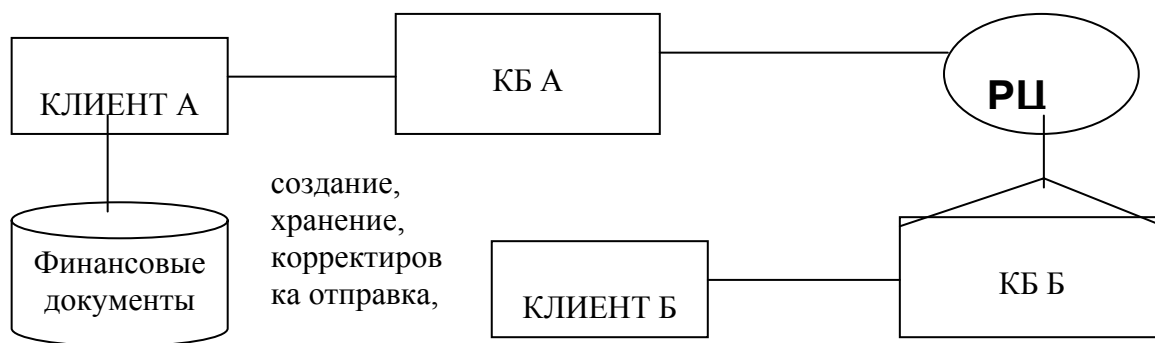 КЛИЕНТ А
КБ А
РЦ
Финансовые
документы
создание,
хранение,
корректиров
ка отправка,
КЛИЕНТ Б
КБ Б